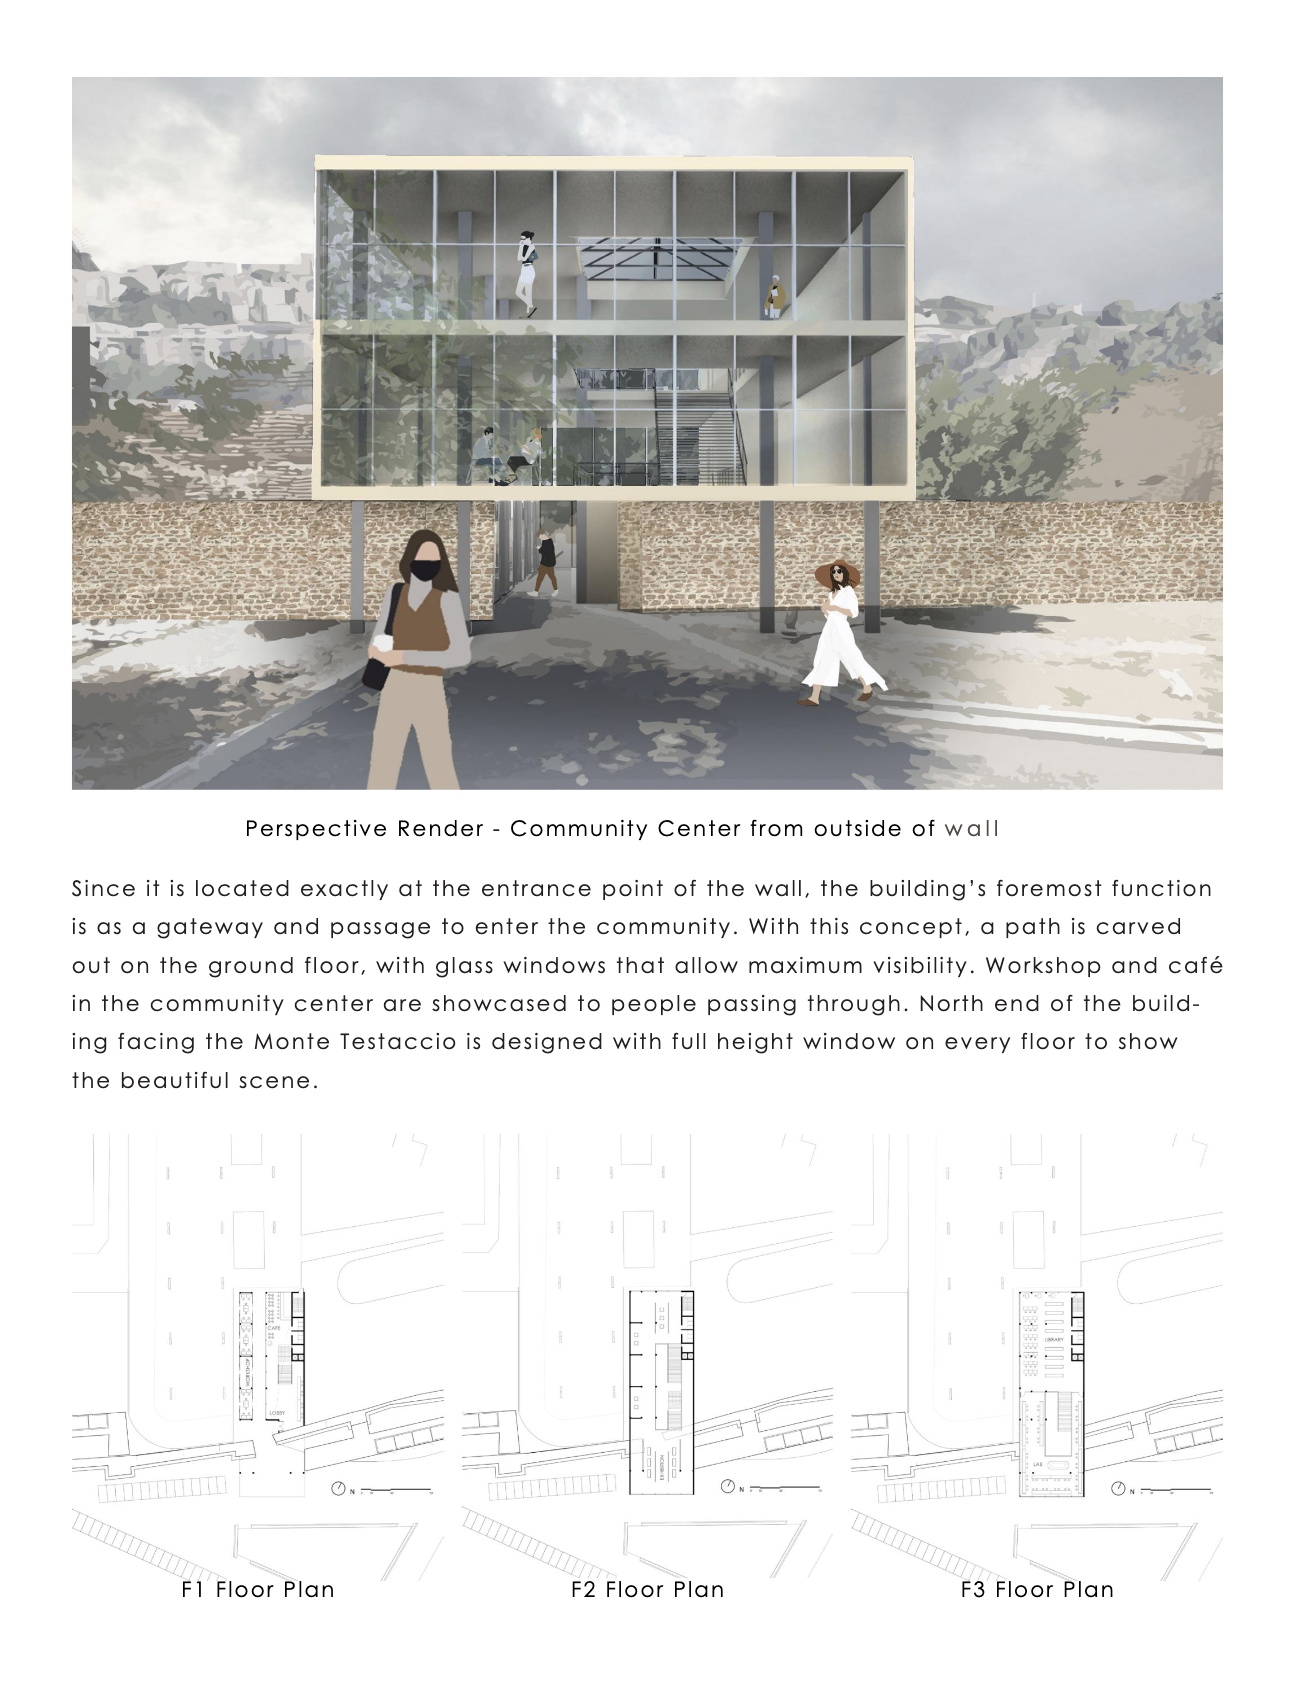 Perspective Render - Community Center from outside of wall
Since it is located exactly at the entrance point of the wall, the building’s foremost function
is as a gateway and passage to enter the community. With this concept, a path is carved
out on the ground floor, with glass windows that allow maximum visibility. Workshop and café
in the community center are showcased to people passing through. North end of the build-
ing facing the Monte Testaccio is designed with full height window on every floor to show
the beautiful scene.
CAFE
WORKSHOP
LOBBY
N
F1 Floor Plan
EXHIBITION
N
F2 Floor Plan
LIBRARY
LAB
N
F3 Floor Plan